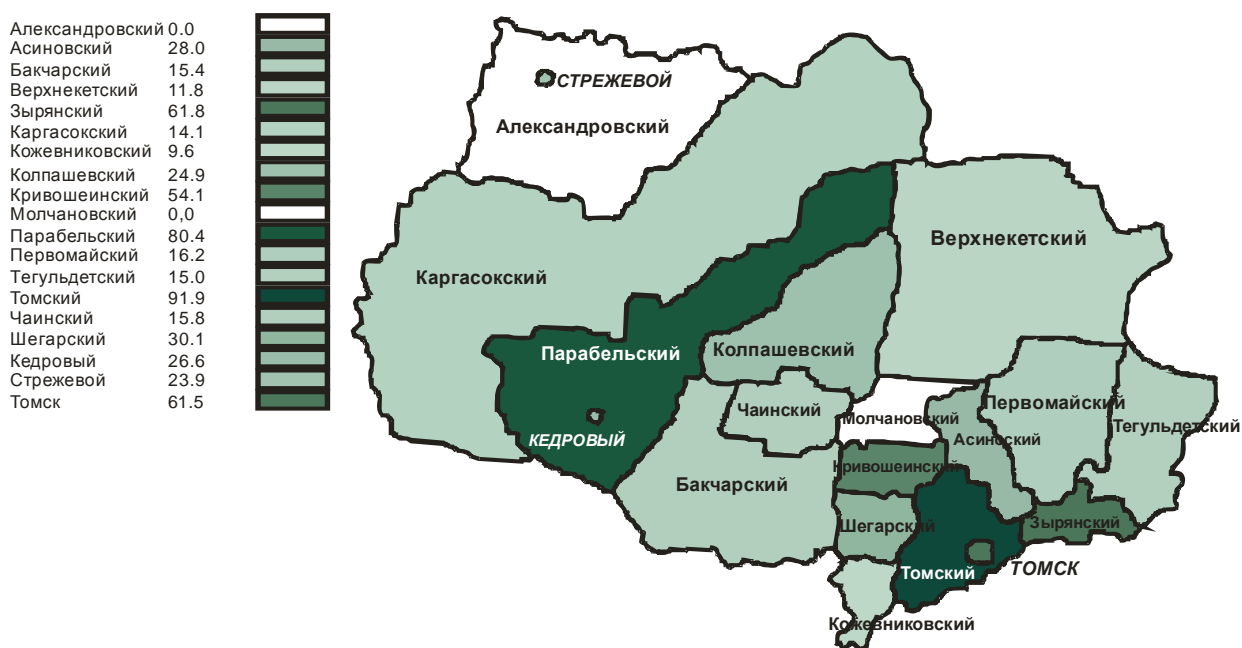 Александровский 0.0
Асиновский 28.0
Бакчарский 15.4
Верхнекетский 11.8
Зырянский 61.8
Каргасокский 14.1
Кожевниковский 9.6
Колпашевский 24.9
Кривошеинский 54.1
Молчановский 0,0
Парабельский 80.4
Первомайский 16.2
Тегульдетский 15.0
Томский 91.9
Чаинский 15.8
Шегарский 30.1
Кедровый 26.6
Стрежевой 23.9
Томск 61.5
СТРЕЖЕВОЙ
Александровский
Верхнекетский
Каргасокский
Парабельский
Колпашевский
Чаинский
Молчановский
Первомайский
Тегульдетский
КЕДРОВЫЙ
Асиновский
Кривошеинский
Бакчарский
Шегарский
Зырянский
Томский
ТОМСК
Кожевниковский